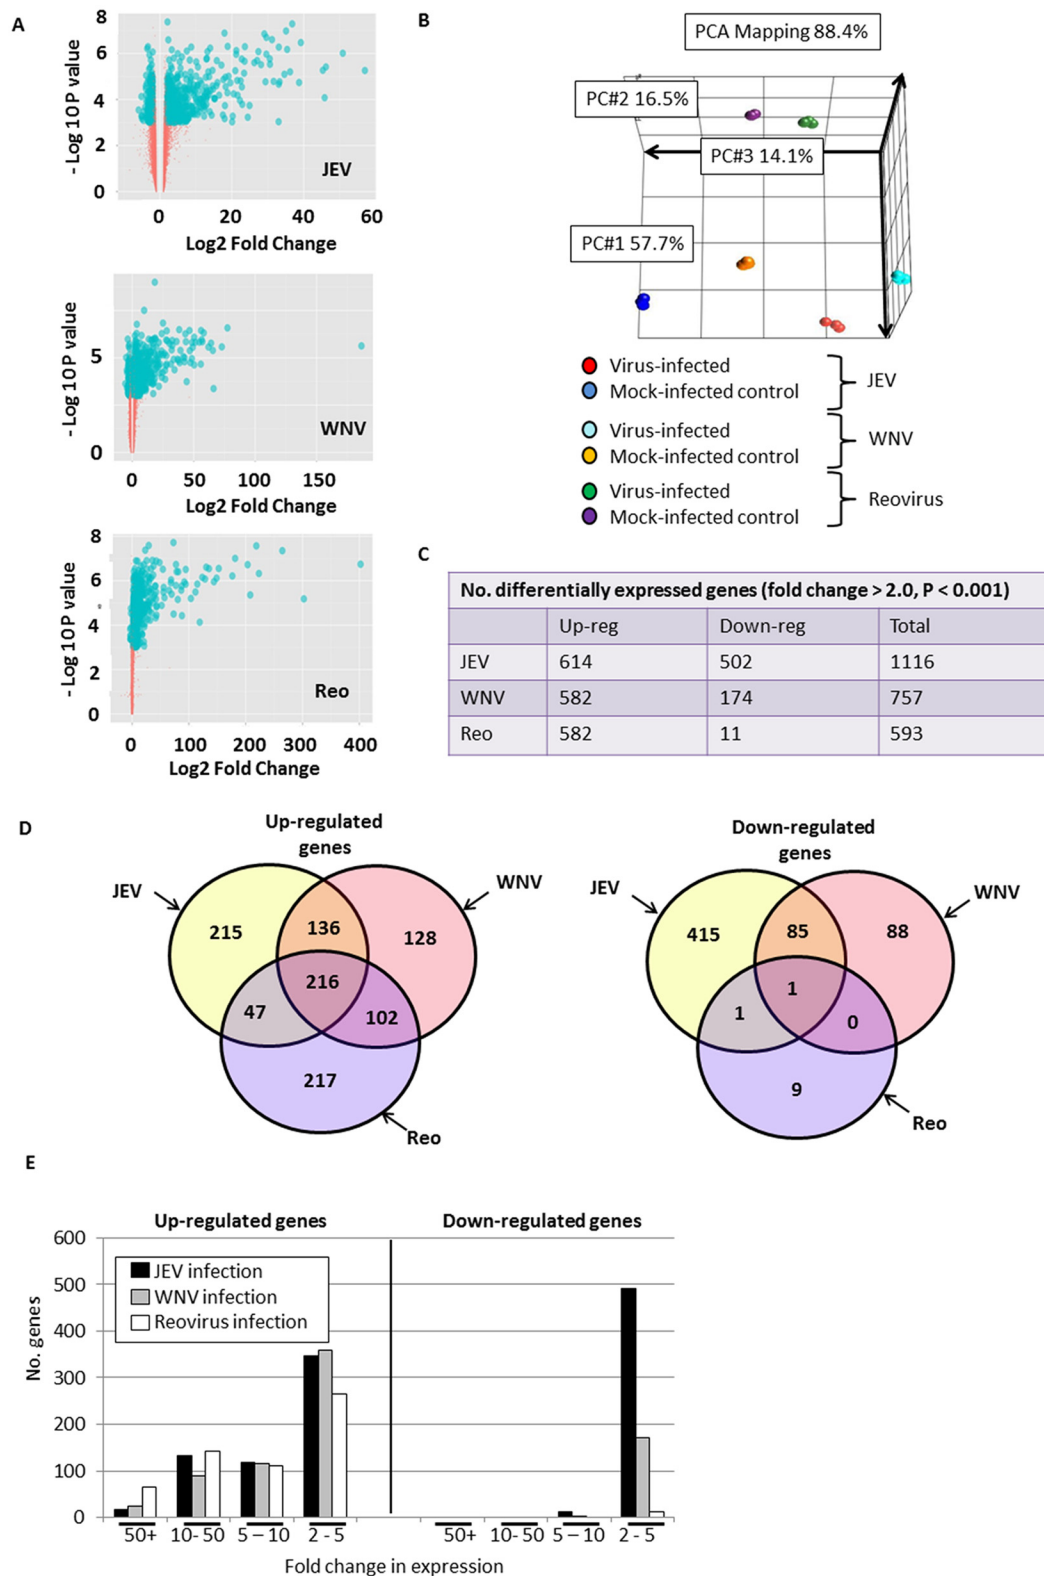 A
8
6
4
2
0
- Log 10 P value
JEV
0
20
40
60
Log2 Fold Change
5
0
- Log 10 P value
WNV
0
50
100
150
Log2 Fold Change
8
6
4
2
0
- Log 10 P value
Reo
0
100
200
300
400
Log2 Fold Change
B
PCA Mapping 88.4%
PC#2 16.5%
PC#3 14.1%
PC#1 57.7%
Virus-infected
Mock-infected control
JEV
Virus-infected
Mock-infected control
WNV
Virus-infected
Mock-infected control
Reovirus
C
No. differentially expressed genes (fold change > 2.0, P < 0.001)
Up-reg Down-reg Total
JEV 614 502 1116
WNV 582 174 757
Reo 582 11 593
D
Up-regulated
genes
JEV
WNV
215
136
128
216
47
102
217
Reo
Down-regulated
genes
JEV
WNV
415
85
88
1
1
0
9
Reo
E
Up-regulated genes
Down-regulated genes
600
500
400
300
200
100
0
No. genes
JEV infection
WNV infection
Reovirus infection
50+ 10-50 5–10 2-5 50+ 10-50 5–10 2-5
Fold change in expression